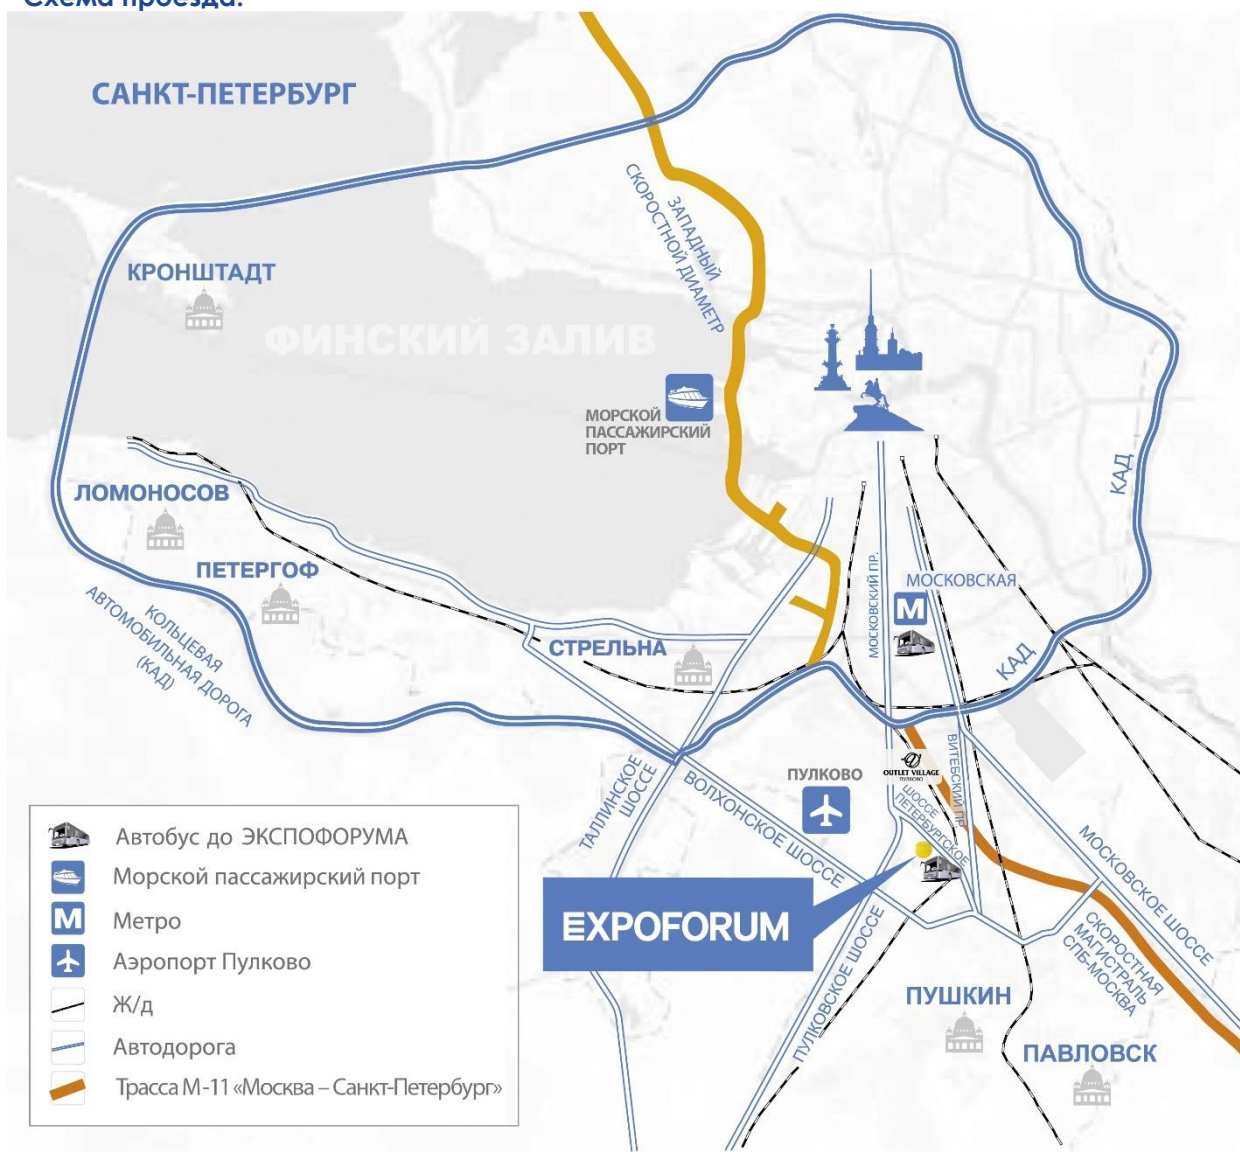 Схема проезда:
САНКТ-ПЕТЕРБУРГ
ЗАПАДНЫЙ
СКОРОСТНОЙ ДИАМЕТР
КРОНШТАДТ
ФИНСКИЙ ЗАЛИВ
МОРСКОЙ
ПАССАЖИРСКИЙ
ПОРТ
КАД
ЛОМОНОСОВ
ПЕТЕРГОФ
КОЛЬЦЕВАЯ
АВТОМОБИЛЬНАЯ ДОРОГА
(КАД)
СТРЕЛЬНА
МОСКОВСКИЙ ПР.
МОСКОВСКАЯ
М
КАД
ПУЛКОВО
OUTLET VILLAGE
ПУЛКОВО
ВИТЕБСКИЙ ПР
ТАЛЛИНСКОЕ
ШОССЕ
ВОЛХОНСКОЕ ШОССЕ
ШОССЕ
ПЕТЕРБУРГСКОЕ
МОСКОВСКОЕ ШОССЕ
EXPOFORUM
ПУЛКОВСКОЕ ШОССЕ
СКОРОСТНАЯ
МАГИСТРАЛЬ
СПБ-МОСКВА
ПУШКИН
ПАВЛОВСК
Автобус до ЭКСПОФОРУМА
Морской пассажирский порт
М Метро
Аэропорт Пулково
Ж/д
Автодорога
Трасса М-11 «Москва – Санкт-Петербург»